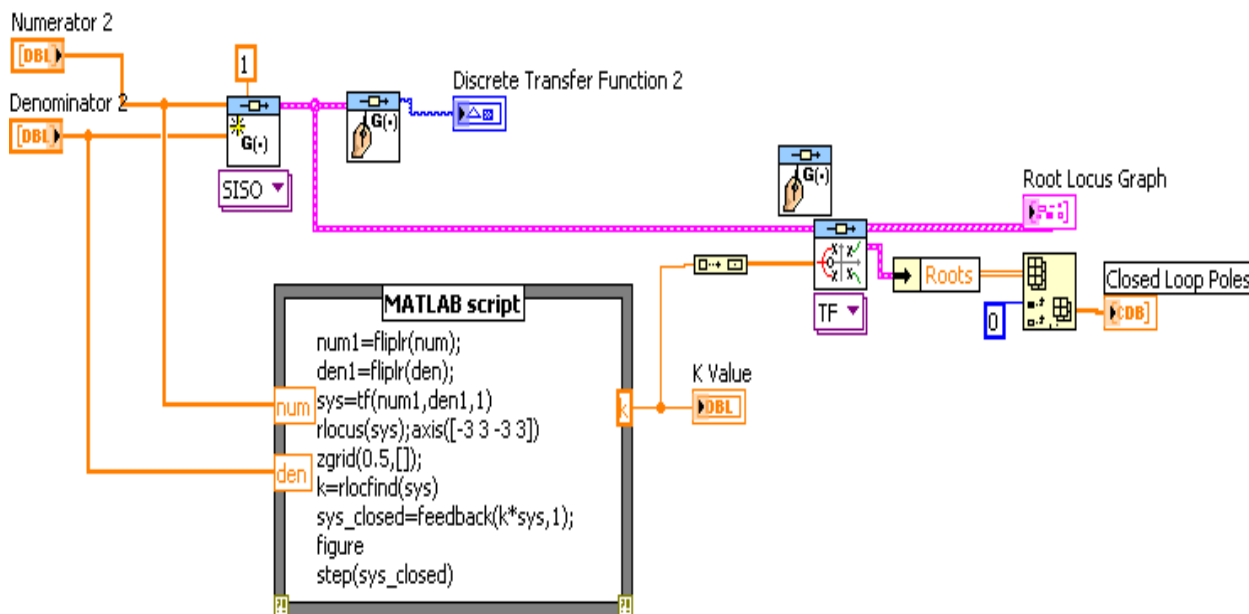 Numerator 2
DBL
Denominator 2
DBL
1
G(•)
SISO
G(•)
Discrete Transfer Function 2
G(•)
TF
Root Locus Graph
Roots
0
Closed Loop Poles
CDB
MATLAB script
num1=fliplr(num);
den1=fliplr(den);
sys=tf(num1,den1,1)
rlocus(sys);axis([-3 3 -3 3])
zgrid(0.5,[]);
k=rlocfind(sys)
sys_closed=feedback(k*sys,1);
figure
step(sys_closed)
num
den
k
K Value
DBL